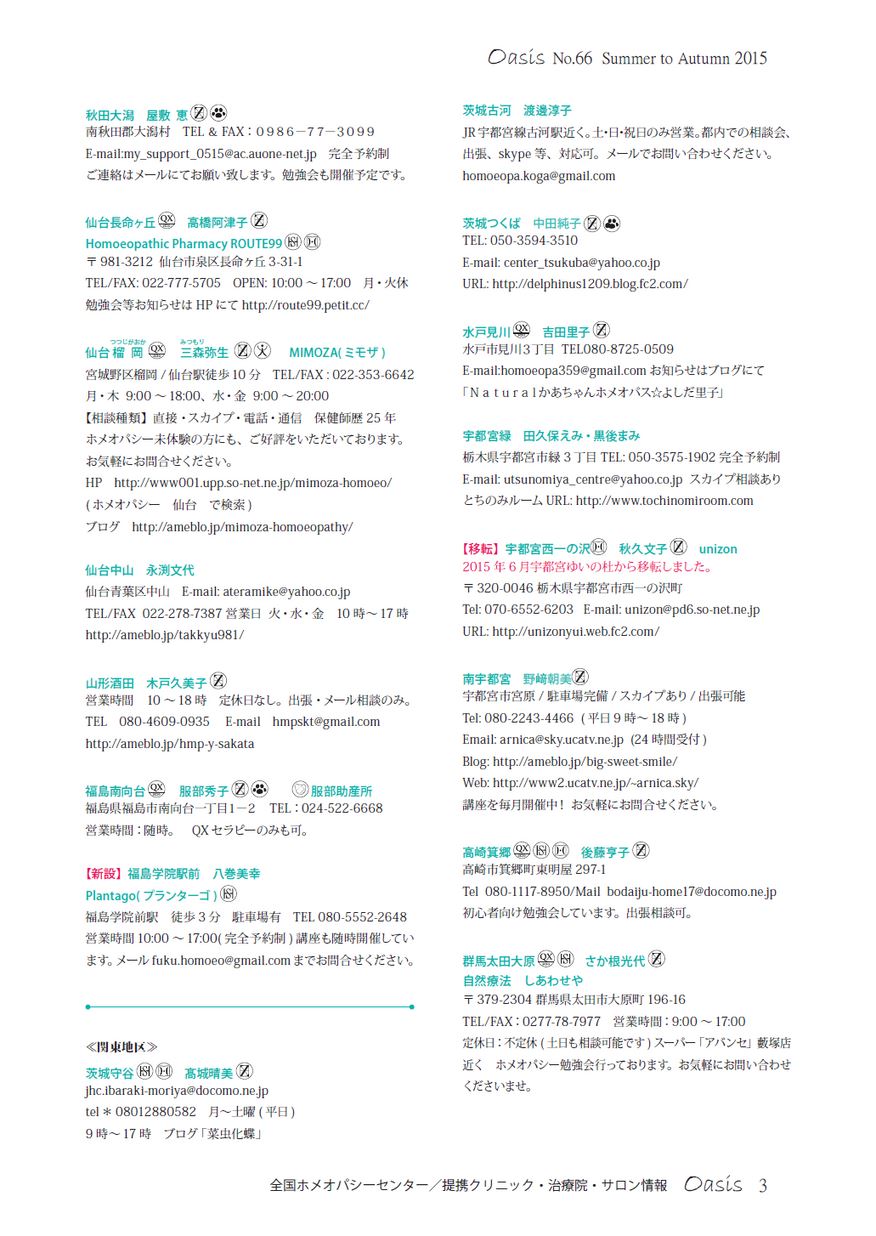 Oasis No.66 Summer to Autumn 2015
秋田大潟　屋敷 恵
南秋田郡大潟村　TEL & FAX：０９８６－７７－３０９９
E-mail:my_support_0515@ac.auone-net.jp　完全予約制
ご連絡はメールにてお願い致します。勉強会も開催予定です。
仙台長命ヶ丘 QX　高橋阿津子
Homoeopathic Pharmacy ROUTE99
〒981-3212 仙台市泉区長命ヶ丘 3-31-1
TEL/FAX: 022-777-5705　OPEN: 10:00 ～ 17:00　月・火休
勉強会等お知らせは HP にて http://route99.petit.cc/
つつじがおか　みつもり
仙台 榴 岡 QX　三森弥生　MIMOZA( ミモザ )
宮城野区榴岡 / 仙台駅徒歩 10 分　TEL/FAX : 022-353-6642
月・木 9:00 ～ 18:00、水・金 9:00 ～ 20:00
【相談種類】直接・スカイプ・電話・通信　保健師歴 25 年
ホメオパシー未体験の方にも、ご好評をいただいております。
お気軽にお問合せください。
HP　http://www001.upp.so-net.ne.jp/mimoza-homoeo/
( ホメオパシー　仙台　で検索 )
ブログ　http://ameblo.jp/mimoza-homoeopathy/
仙台中山　永渕文代
仙台青葉区中山　E-mail: ateramike@yahoo.co.jp
TEL/FAX 022-278-7387 営業日 火・水・金　10 時～ 17 時
http://ameblo.jp/takkyu981/
山形酒田　木戸久美子
営業時間　10 ～ 18 時　定休日なし。出張・メール相談のみ。
TEL　080-4609-0935　E-mail　hmpskt@gmail.com
http://ameblo.jp/hmp-y-sakata
福島南向台 QX　服部秀子　服部助産所
福島県福島市南向台一丁目１－２　TEL：024-522-6668
営業時間：随時。　QX セラピーのみも可。
【新設】福島学院駅前　八巻美幸
Plantago( プランターゴ )
福島学院前駅　徒歩 3 分　駐車場有　TEL 080-5552-2648
営業時間 10:00 ～ 17:00( 完全予約制 ) 講座も随時開催してい
ます。メール fuku.homoeo@gmail.com までお問合せください。
≪関東地区≫
茨城守谷　髙城晴美
jhc.ibaraki-moriya@docomo.ne.jp
tel ＊ 08012880582　月～土曜 ( 平日 )
9 時～ 17 時　ブログ「菜虫化蝶」
茨城古河　渡邊淳子
JR 宇都宮線古河駅近く。土・日・祝日のみ営業。都内での相談会、
出張、skype 等、対応可。メールでお問い合わせください。
homoeopa.koga@gmail.com
茨城つくば　中田純子
TEL: 050-3594-3510
E-mail: center_tsukuba@yahoo.co.jp
URL: http://delphinus1209.blog.fc2.com/
水戸見川 QX　吉田里子
水戸市見川３丁目 TEL080-8725-0509
E-mail:homoeopa359@gmail.com お知らせはブログにて
「Ｎａｔｕｒａｌかあちゃんホメオパス☆よしだ里子」
宇都宮緑　田久保えみ・黒後まみ
栃木県宇都宮市緑 3 丁目 TEL: 050-3575-1902 完全予約制
E-mail: utsunomiya_centre@yahoo.co.jp スカイプ相談あり
とちのみルーム URL: http://www.tochinomiroom.com
【移転】宇都宮西一の沢　秋久文子　unizon
2015 年 6 月宇都宮ゆいの杜から移転しました。
〒320-0046 栃木県宇都宮市西一の沢町
Tel: 070-6552-6203 E-mail: unizon@pd6.so-net.ne.jp
URL: http://unizonyui.web.fc2.com/
南宇都宮　野﨑朝美
宇都宮市宮原 / 駐車場完備 / スカイプあり / 出張可能
Tel: 080-2243-4466 ( 平日 9 時～ 18 時 )
Email: arnica@sky.ucatv.ne.jp (24 時間受付 )
Blog: http://ameblo.jp/big-sweet-smile/
Web: http://www2.ucatv.ne.jp/~arnica.sky/
講座を毎月開催中！お気軽にお問合せください。
高崎箕郷 QX　後藤亨子
高崎市箕郷町東明屋 297-1
Tel 080-1117-8950/Mail bodaiju-home17@docomo.ne.jp
初心者向け勉強会しています。出張相談可。
群馬太田大原 QX　さか根光代
自然療法　しあわせや
〒379-2304 群馬県太田市大原町 196-16
TEL/FAX：0277-78-7977　営業時間：9:00 ～ 17:00
定休日：不定休 ( 土日も相談可能です ) スーパー「アバンセ」藪塚店
近く　ホメオパシー勉強会行っております。お気軽にお問い合わせ
くださいませ。
全国ホメオパシーセンター／提携クリニック・治療院・サロン情報　Oasis 3